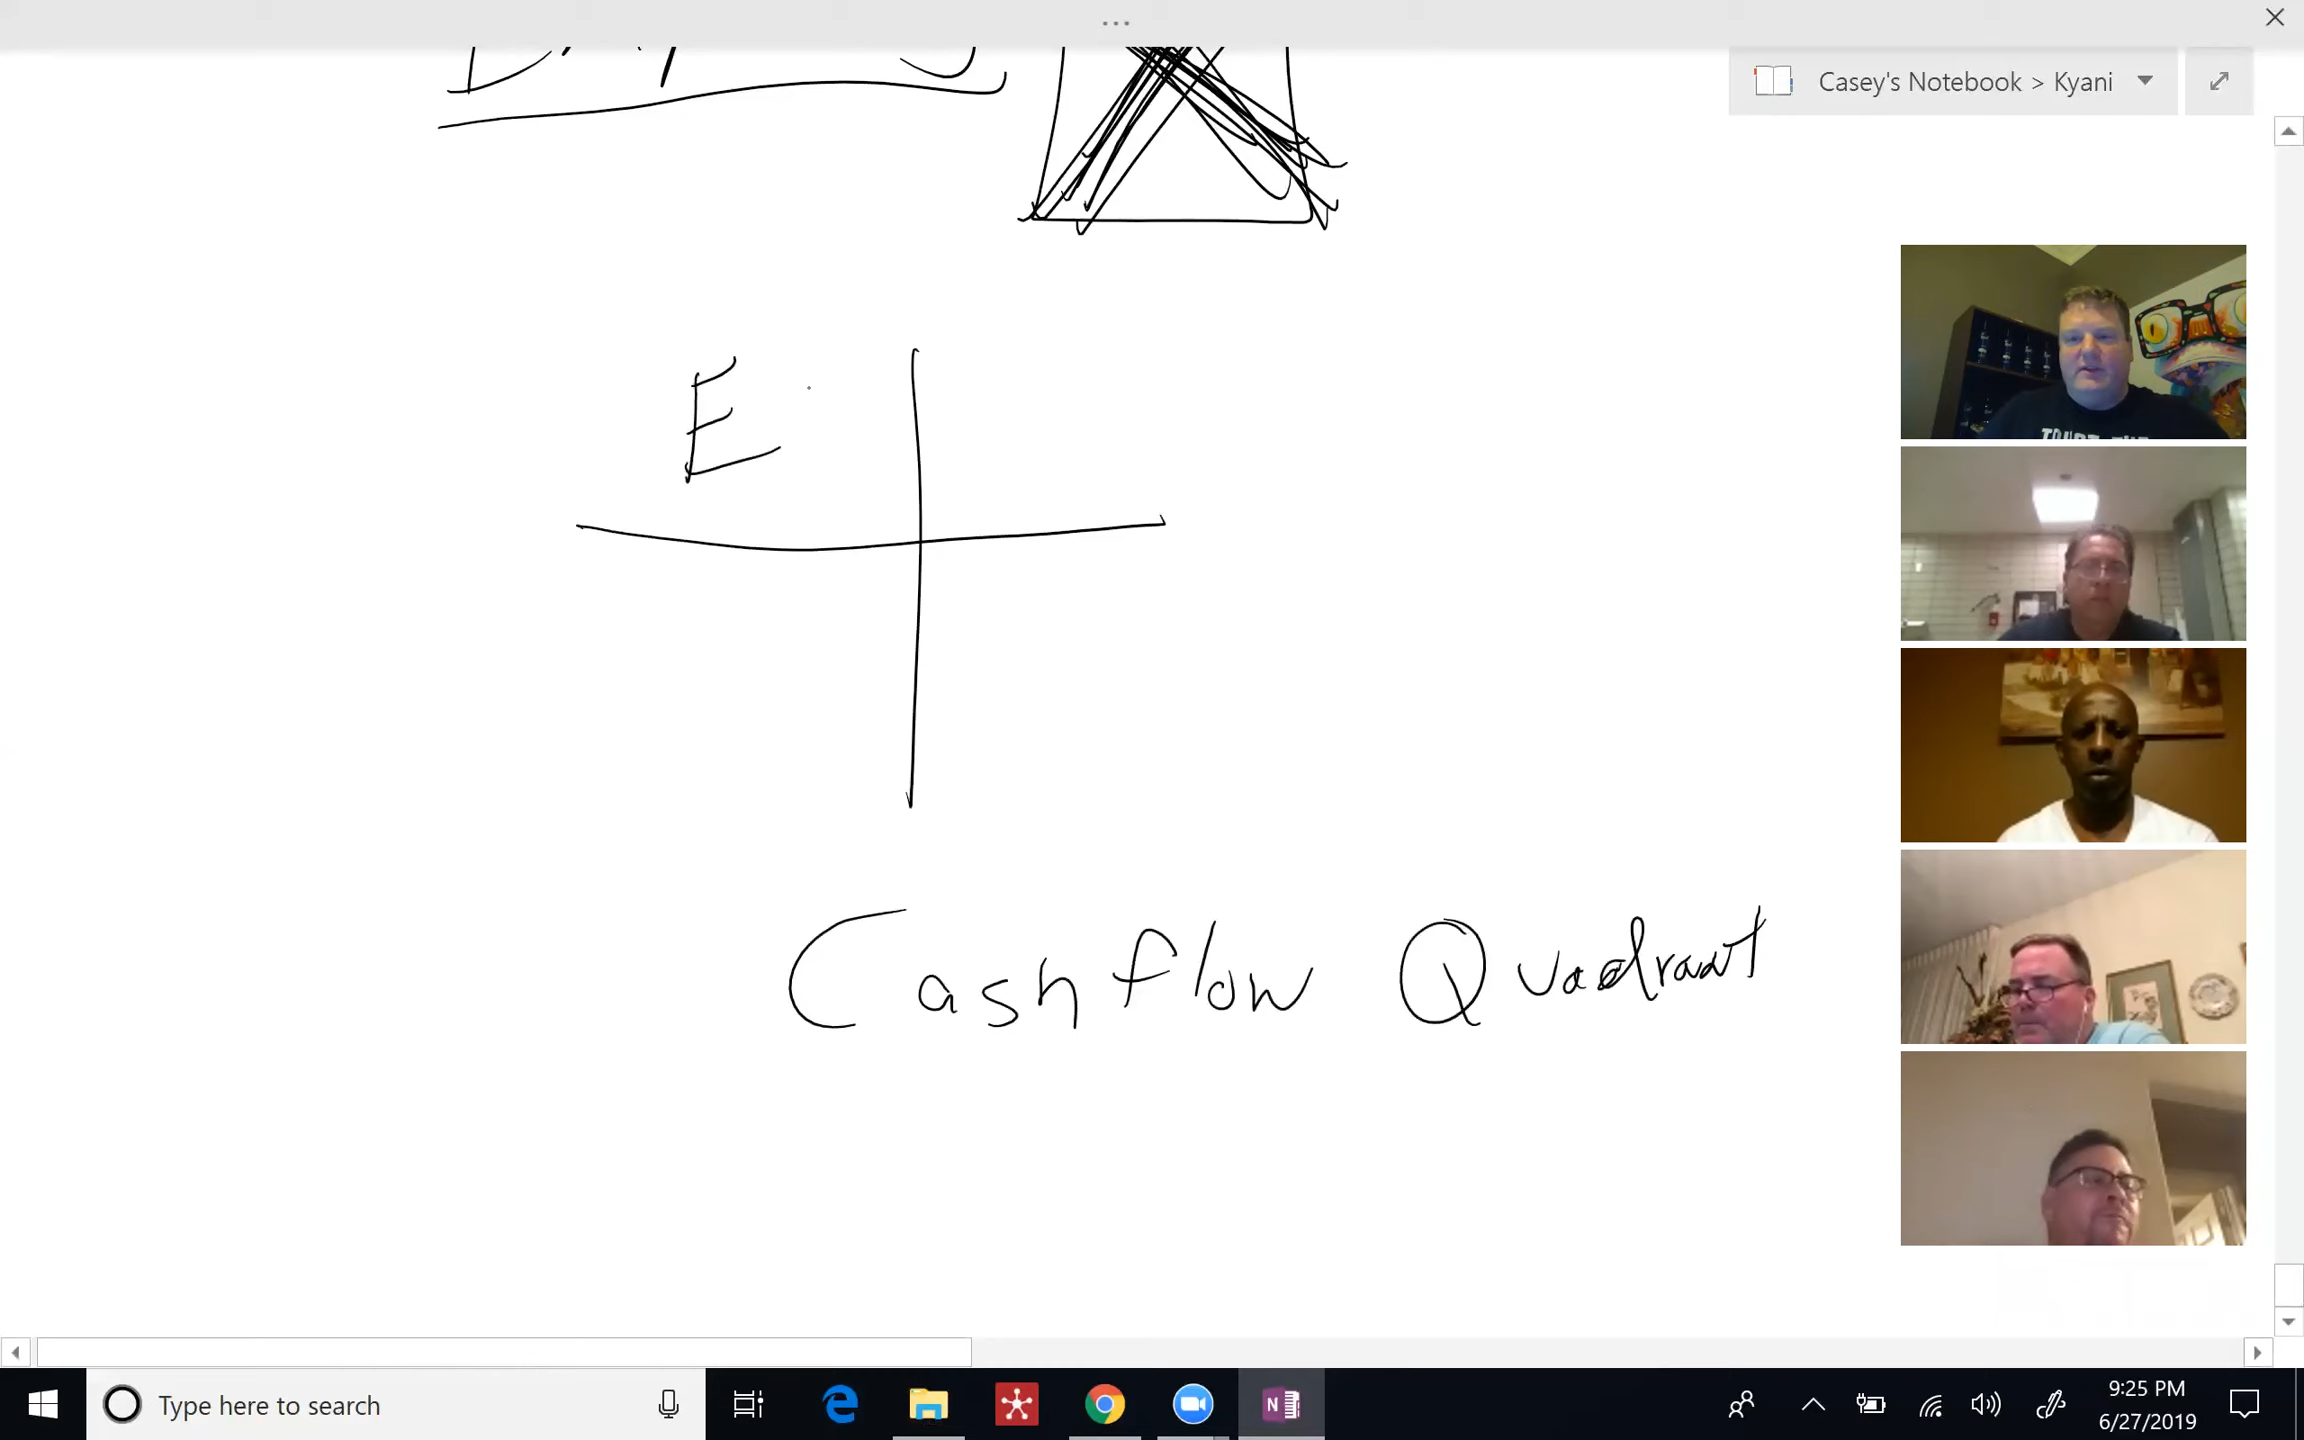 Casey's Notebook > Kyani
E
Cashflow Quadrant
Type here to search
N
9:25 PM
6/27/2019